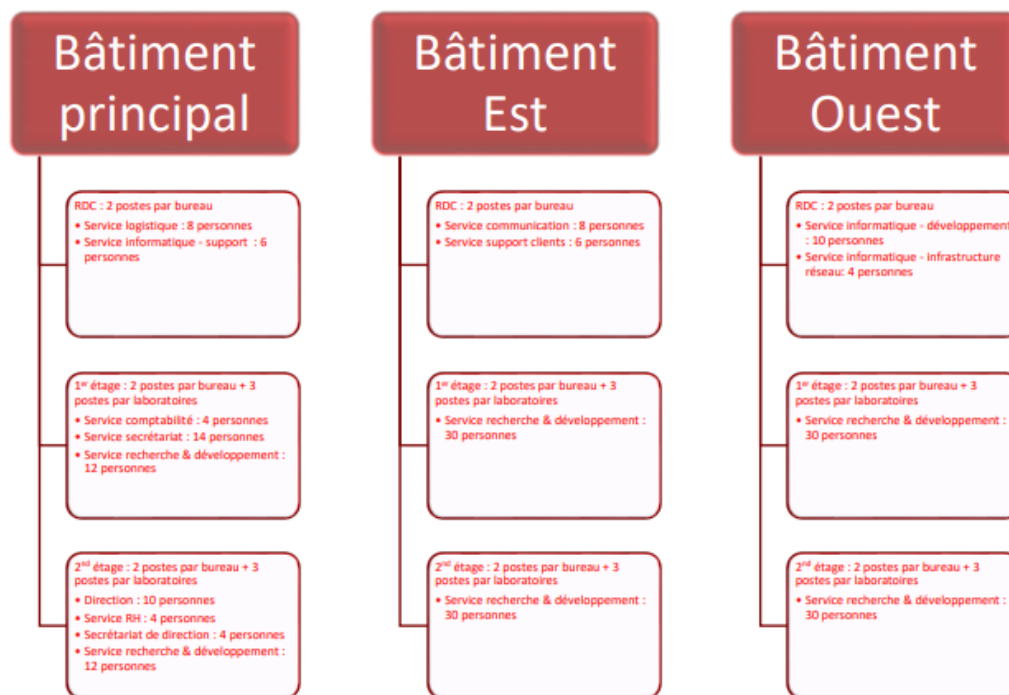 Bâtiment
principal
RDC : 2 postes par bureau
• Service logistique : 8 personnes
• Service informatique - support : 6
personnes
1er étage : 2 postes par bureau + 3
postes par laboratoires
• Service comptabilité : 4 personnes
• Service secrétariat : 14 personnes
• Service recherche & développement :
12 personnes
2nd étage : 2 postes par bureau + 3
postes par laboratoires
• Direction : 10 personnes
• Service RH : 4 personnes
• Secrétariat de direction : 4 personnes
• Service recherche & développement :
12 personnes
Bâtiment
Est
RDC : 2 postes par bureau
• Service communication : 8 personnes
• Service support clients : 6 personnes
1er étage : 2 postes par bureau + 3
postes par laboratoires
• Service recherche & développement :
30 personnes
2nd étage : 2 postes par bureau + 3
postes par laboratoires
• Service recherche & développement :
30 personnes
Bâtiment
Ouest
RDC : 2 postes par bureau
• Service informatique - développement
: 10 personnes
• Service informatique - infrastructure
réseau: 4 personnes
1er étage : 2 postes par bureau + 3
postes par laboratoires
• Service recherche & développement :
30 personnes
2nd étage : 2 postes par bureau + 3
postes par laboratoires
• Service recherche & développement :
30 personnes